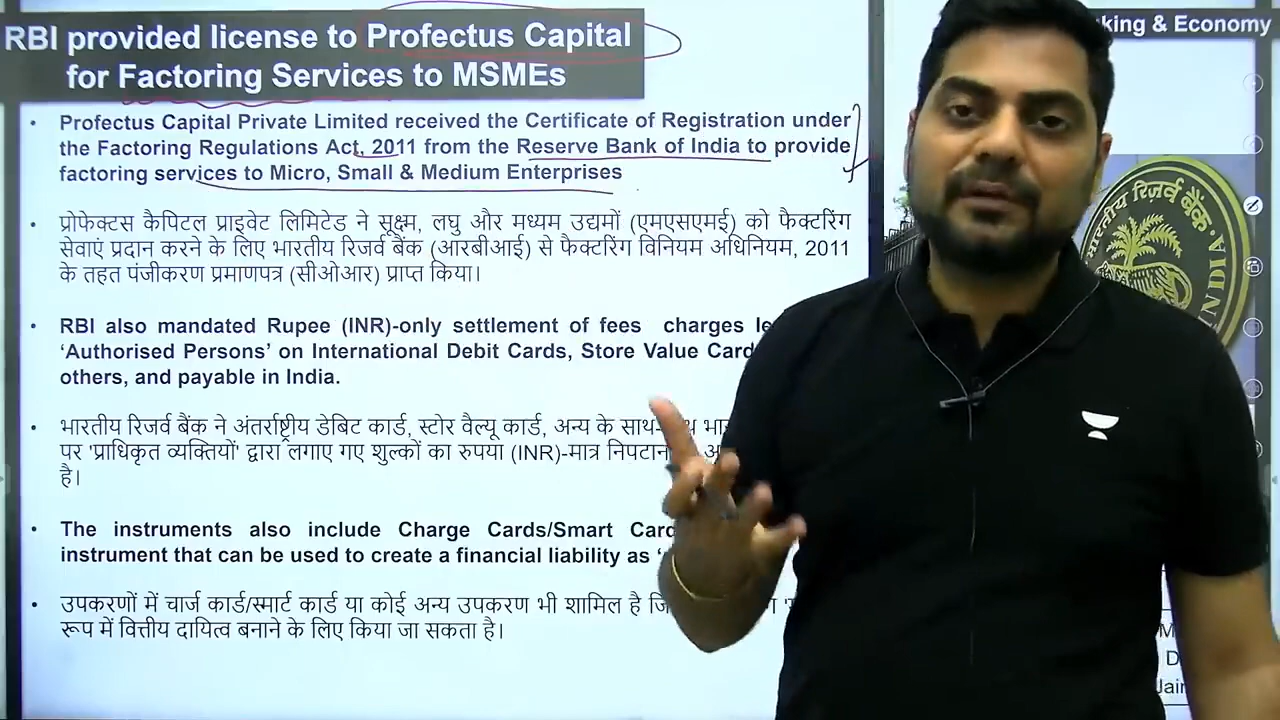 RBI provided license to Profectus Capital
for Factoring Services to MSMEs
king & Economy
• Profectus Capital Private Limited received the Certificate of Registration under
the Factoring Regulations Act, 2011 from the Reserve Bank of India to provide
factoring services to Micro, Small & Medium Enterprises
• प्रोफेक्टस कैपिटल प्राइवेट लिमिटेड ने सूक्ष्म, लघु और मध्यम उद्यमों (एमएसएमई) को फैक्टरिंग
सेवाएं प्रदान करने के लिए भारतीय रिजर्व बैंक (आरबीआई) से फैक्टरिंग विनियम अधिनियम, 2011
के तहत पंजीकरण प्रमाणपत्र (सीओआर) प्राप्त किया।
• RBI also mandated Rupee (INR)-only settlement of fees charges
'Authorised Persons' on International Debit Cards, Store Value Card
others, and payable in India.
• भारतीय रिजर्व बैंक ने अंतर्राष्ट्रीय डेबिट कार्ड, स्टोर वैल्यू कार्ड, अन्य के
पर 'प्राधिकृत व्यक्तियों' द्वारा लगाए गए शुल्कों का रुपया (INR)-मात्र
है।
• The instruments also include Charge Cards/Smart
instrument that can be used to create a financial liability as
• उपकरणों में चार्ज कार्ड/स्मार्ट कार्ड या कोई अन्य उपकरण भी शामिल है
रूप में वित्तीय दायित्व बनाने के लिए किया जा सकता है।
भारतीय रिज़र्व बैंक
INDIA
Jain